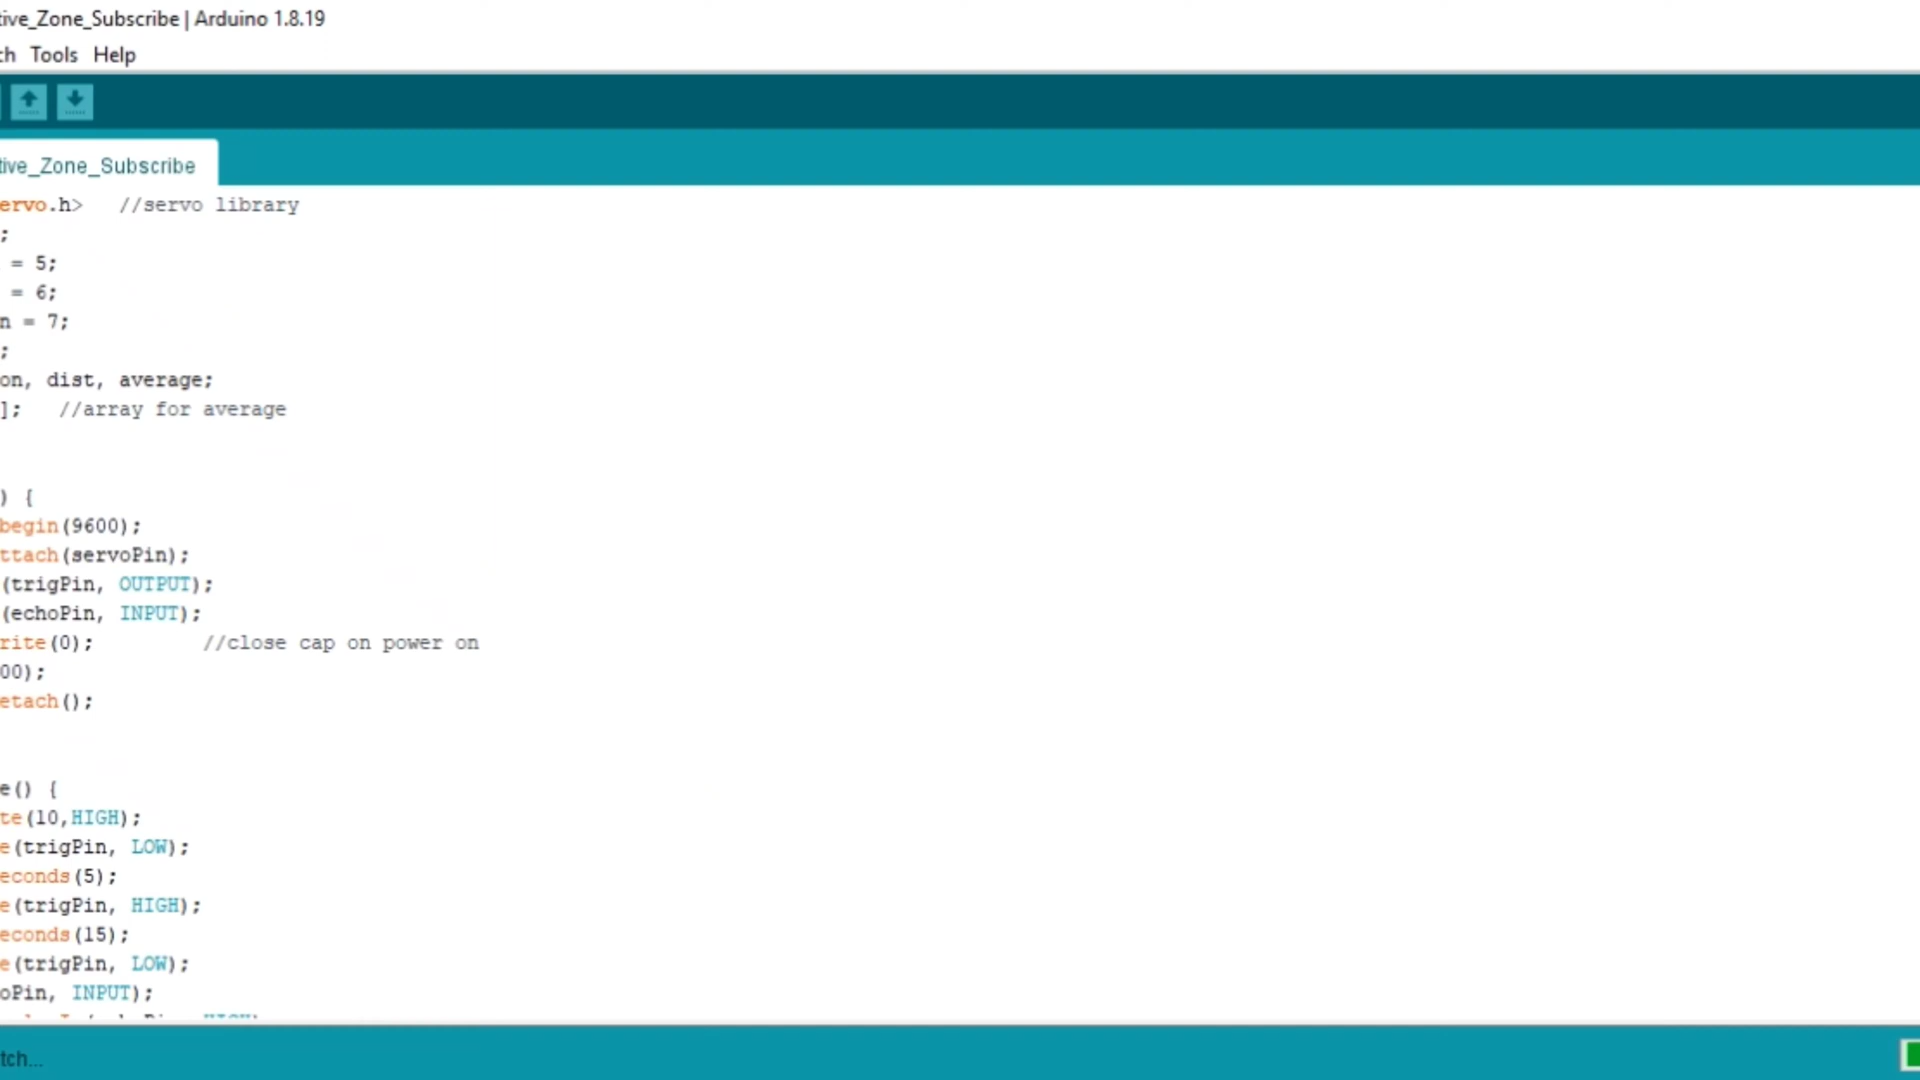 tive_Zone_Subscribe | Arduino 1.8.19
ch Tools Help
tive_Zone_Subscribe
ervo.h> //servo library
;
= 5;
= 6;
n = 7;
;
on, dist, average;
]; //array for average
) {
begin(9600);
ttach(servoPin);
(trigPin, OUTPUT);
(echoPin, INPUT);
rite(0); //close cap on power on
00);
etach();
e() {
te(10,HIGH);
e(trigPin, LOW);
econds(5);
e(trigPin, HIGH);
econds(15);
e(trigPin, LOW);
oPin, INPUT);
tch...